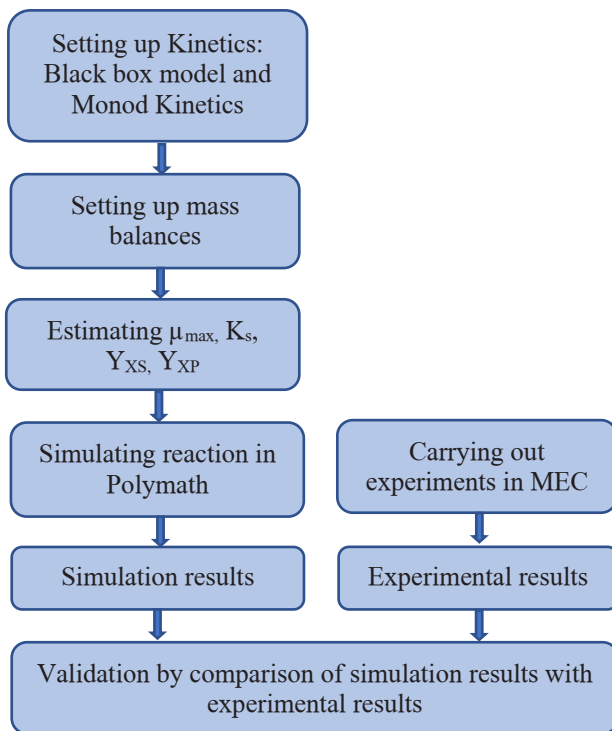 Setting up Kinetics:
Black box model and
Monod Kinetics
Setting up mass
balances
Estimating µmax, Ks,
YXS, YXP
Simulating reaction in
Polymath
Carrying out
experiments in MEC
Simulation results
Experimental results
Validation by comparison of simulation results with
experimental results